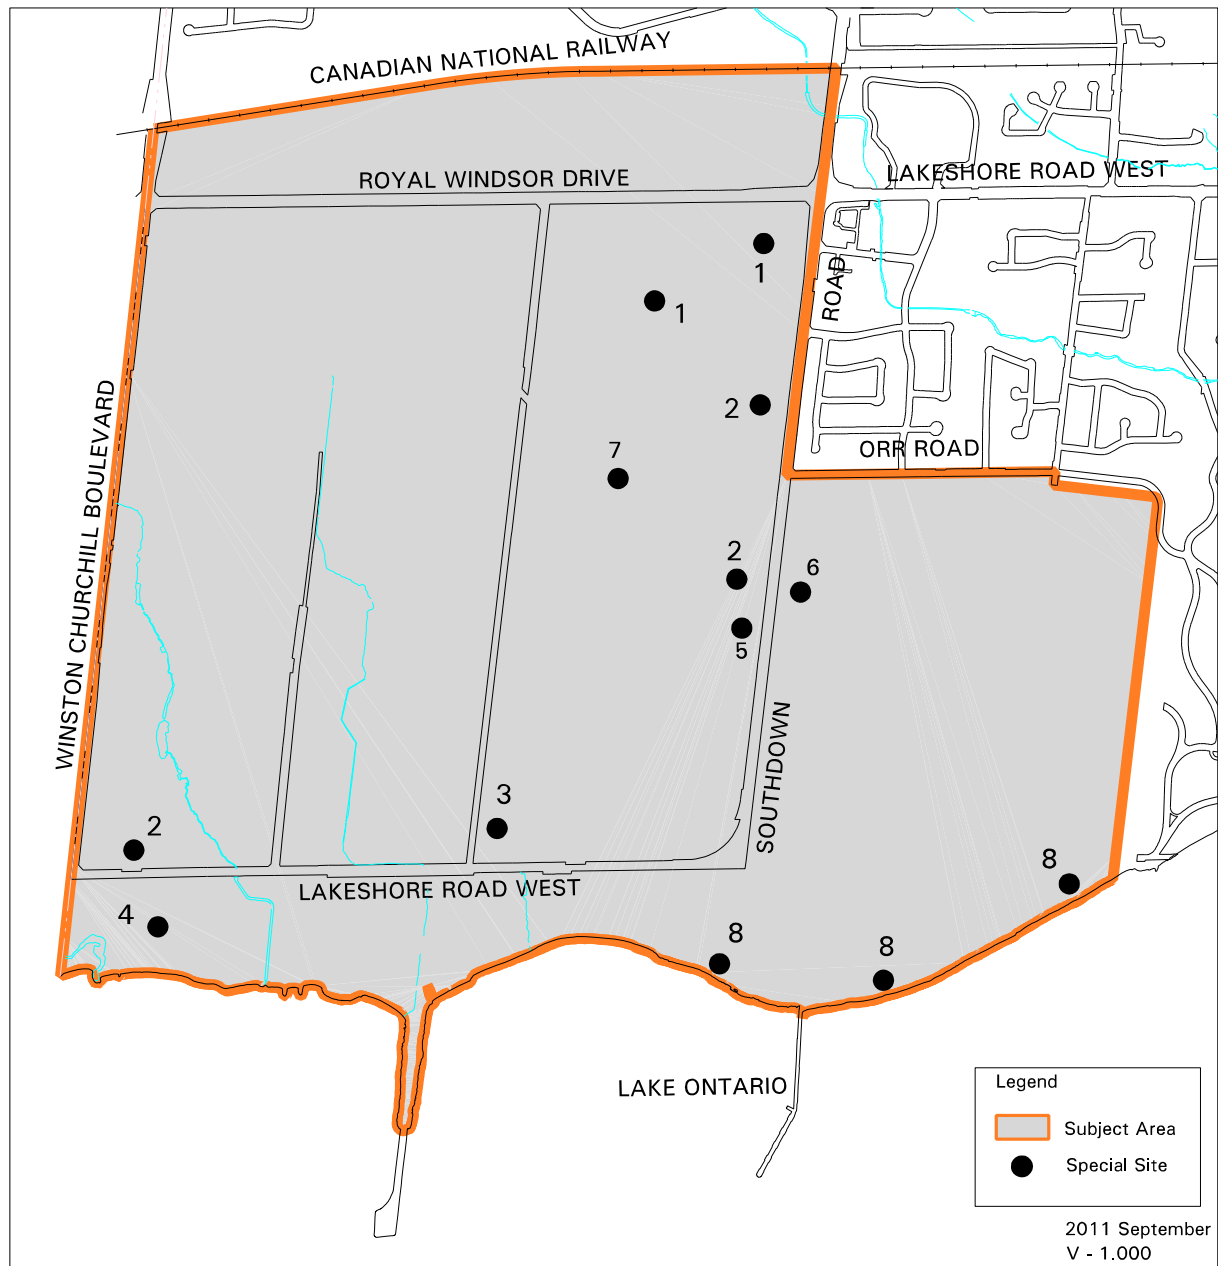 CANADIAN NATIONAL RAILWAY
ROYAL WINDSOR DRIVE
LAKESHORE ROAD WEST
1
ROAD
1
WINSTON CHURCHILL BOULEVARD
2
ORR ROAD
7
2
6
5
SOUTHDOWN
3
2
8
LAKESHORE ROAD WEST
4
8
8
LAKE ONTARIO
Legend
Subject Area
Special Site
2011 September
V - 1.000